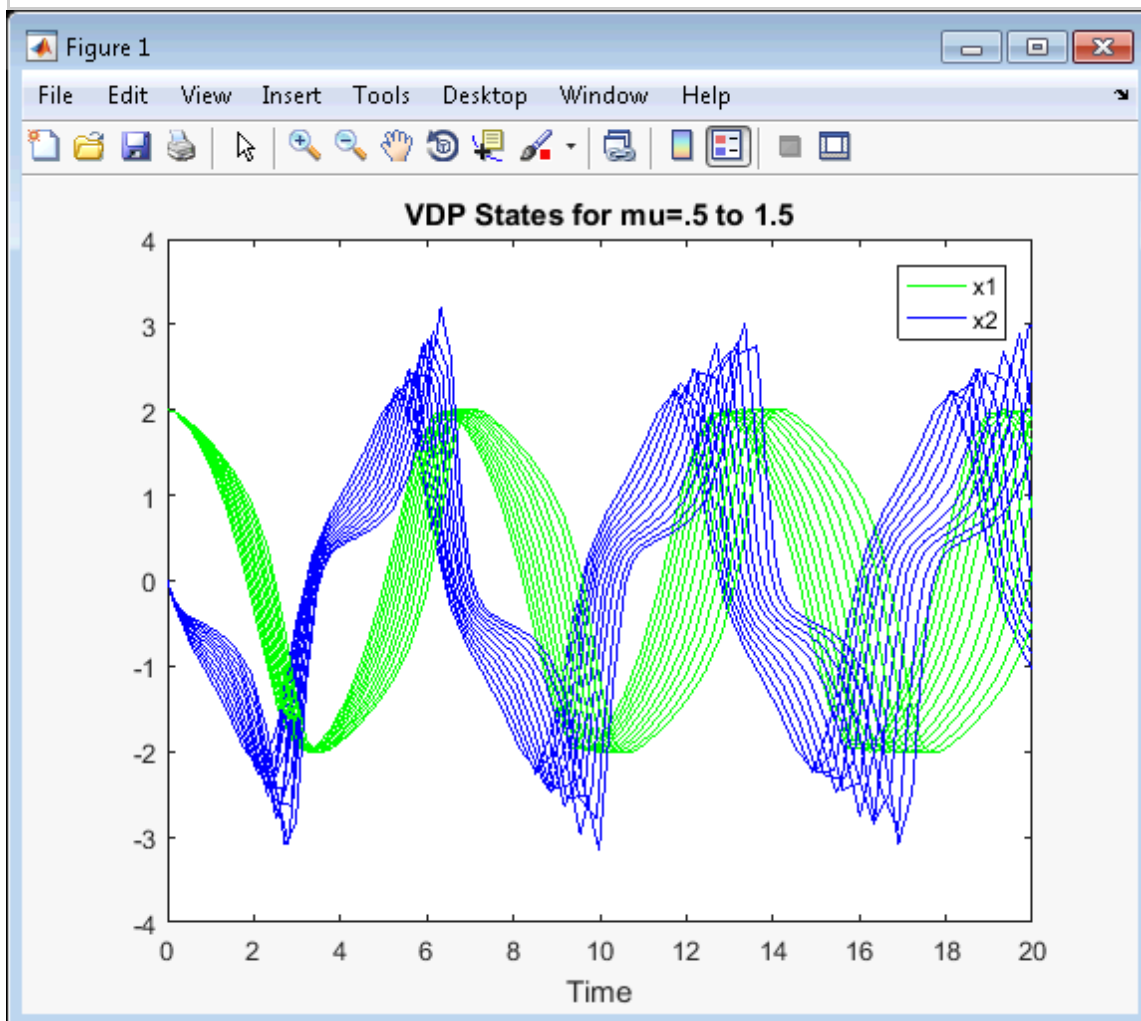 Figure 1
File Edit View Insert Tools Desktop Window Help
VDP States for mu=.5 to 1.5
x1
x2
4
3
2
1
0
-1
-2
-3
-4
0 2 4 6 8 10 12 14 16 18 20
Time